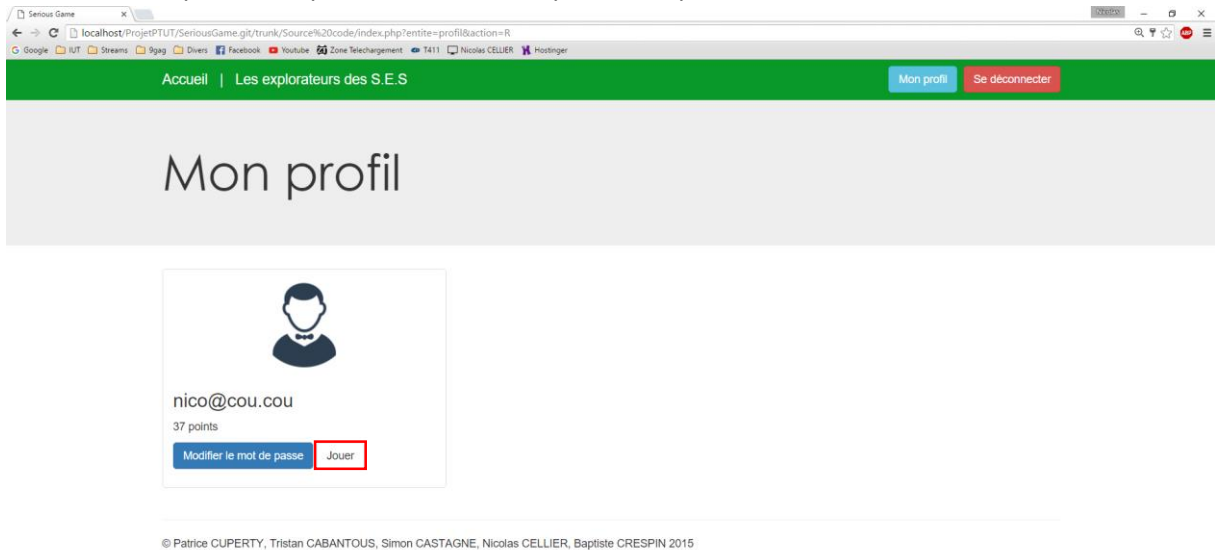 Serious Game
Nicolas
localhost/ProjetPTUT/SeriousGame.git/trunk/Source%20code/index.php?entite=profil&action=R
Google IUT Streams 9gag Divers Facebook Youtube Zone Telechargement T411 Nicolas CELLIER Hostinger
Accueil | Les explorateurs des S.E.S Mon profil Se déconnecter
Mon profil
nico@cou.cou
37 points
Modifier le mot de passe Jouer
© Patrice CUPERTY, Tristan CABANTOUS, Simon CASTAGNE, Nicolas CELLIER, Baptiste CRESPIN 2015